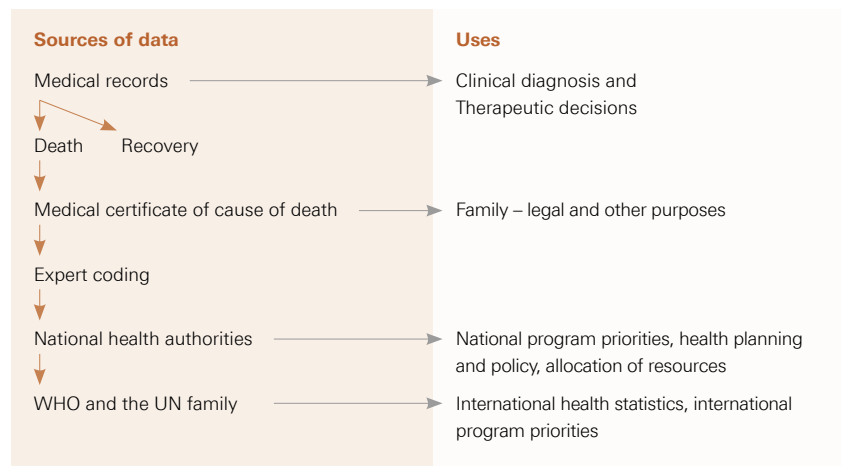 Sources of data
Uses
Medical records
Clinical diagnosis and
Therapeutic decisions
Death
Recovery
Medical certificate of cause of death
Family – legal and other purposes
Expert coding
National health authorities
National program priorities, health planning
and policy, allocation of resources
WHO and the UN family
International health statistics, international
program priorities